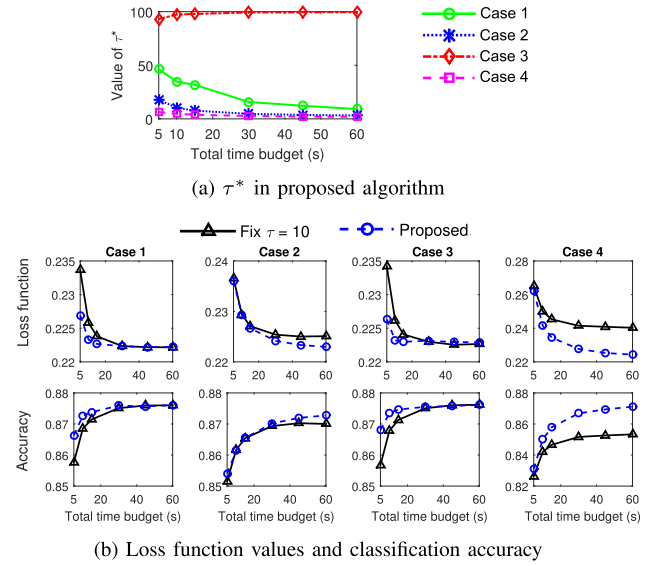 100
50
0
Value of τ*
5 10 20 30 40 50 60
Total time budget (s)
Case 1
Case 2
Case 3
Case 4
(a) τ* in proposed algorithm
Fix τ = 10
Proposed
Case 1
Case 2
Case 3
Case 4
Loss function
0.235
0.23
0.225
0.22
5 20 40 60
0.24
0.23
0.22
5 20 40 60
0.235
0.23
0.225
0.22
5 20 40 60
0.28
0.26
0.24
0.22
5 20 40 60
Accuracy
0.88
0.87
0.86
0.85
5 20 40 60
0.88
0.87
0.86
0.85
5 20 40 60
0.88
0.87
0.86
0.85
5 20 40 60
0.88
0.86
0.84
0.82
5 20 40 60
Total time budget (s)
Total time budget (s)
Total time budget (s)
Total time budget (s)
(b) Loss function values and classification accuracy